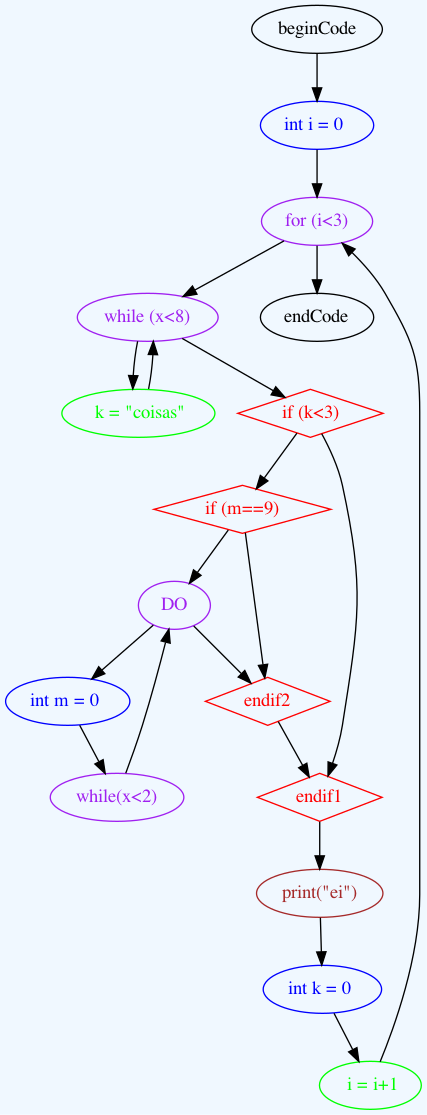 beginCode
int i = 0
for (i<3)
while (x<8)
endCode
k = "coisas"
if (k<3)
if (m==9)
DO
int m = 0
endif2
while(x<2)
endif1
print("ei")
int k = 0
i = i+1